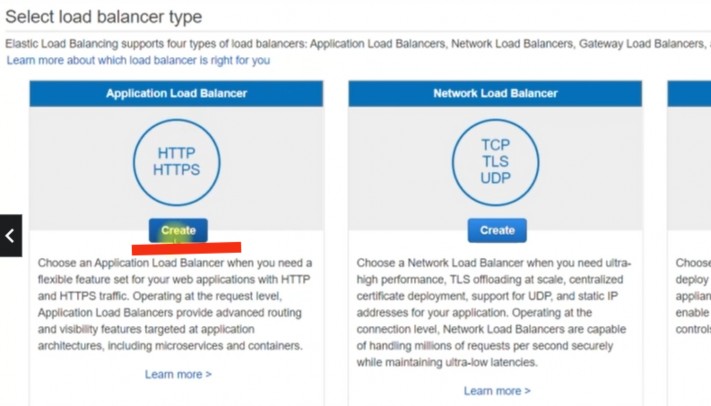 Select load balancer type
Elastic Load Balancing supports four types of load balancers: Application Load Balancers, Network Load Balancers, Gateway Load Balancers,
Learn more about which load balancer is right for you
Application Load Balancer
HTTP
HTTPS
Create
Choose an Application Load Balancer when you need a
flexible feature set for your web applications with HTTP
and HTTPS traffic. Operating at the request level,
Application Load Balancers provide advanced routing
and visibility features targeted at application
architectures, including microservices and containers.
Learn more >
Network Load Balancer
TCP
TLS
UDP
Create
Choose a Network Load Balancer when you need ultra-
high performance, TLS offloading at scale, centralized
certificate deployment, support for UDP, and static IP
addresses for your application. Operating at the
connection level, Network Load Balancers are capable
of handling millions of requests per second securely
while maintaining ultra-low latencies.
Learn more >
Choose
deploy
applian
enable
control